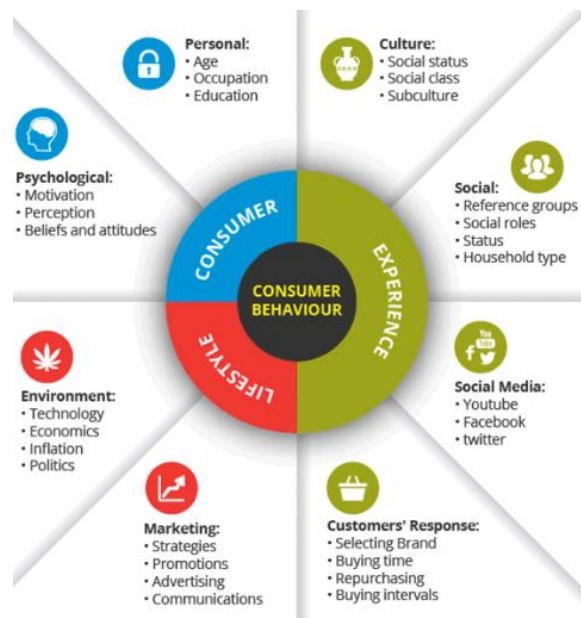 Personal:
• Age
• Occupation
• Education
Culture:
• Social status
• Social class
• Subculture
Psychological:
• Motivation
• Perception
• Beliefs and attitudes
Social:
• Reference groups
• Social roles
• Status
• Household type
CONSUMER
EXPERIENCE
LIFESTYLE
CONSUMER
BEHAVIOUR
Environment:
• Technology
• Economics
• Inflation
• Politics
You
Tube
f
Social Media:
• Youtube
• Facebook
• twitter
Marketing:
• Strategies
• Promotions
• Advertising
• Communications
Customers' Response:
• Selecting Brand
• Buying time
• Repurchasing
• Buying intervals